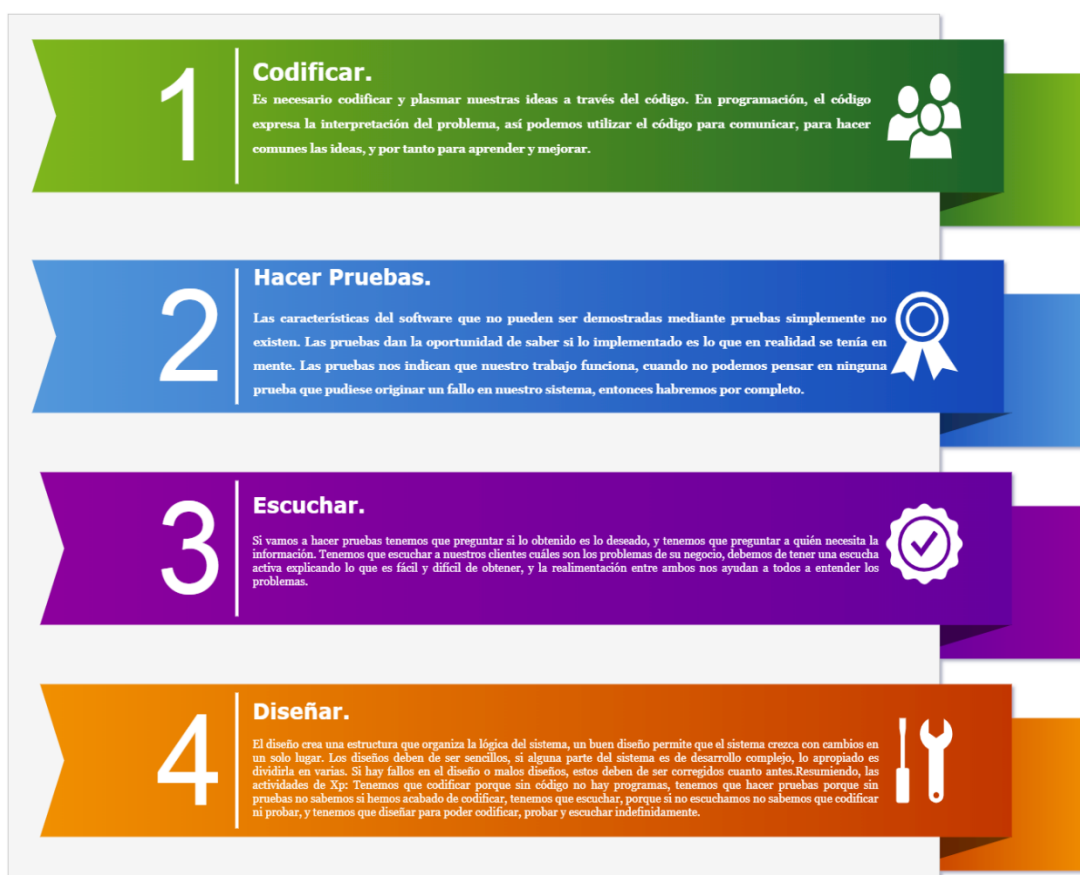 1
Codificar.
Es necesario codificar y plasmar nuestras ideas a través del código. En programación, el código
expresa la interpretación del problema, así podemos utilizar el código para comunicar, para hacer
comunes las ideas, y por tanto para aprender y mejorar.
2
Hacer Pruebas.
Las características del software que no pueden ser demostradas mediante pruebas simplemente no
existen. Las pruebas dan la oportunidad de saber si lo implementado es lo que en realidad se tenía en
mente. Las pruebas nos indican que nuestro trabajo funciona, cuando no podemos pensar en ninguna
prueba que pudiese originar un fallo en nuestro sistema, entonces habremos por completo.
3
Escuchar.
Si vamos a hacer pruebas tenemos que preguntar si lo obtenido es lo deseado, y tenemos que preguntar a quién necesita la
información. Tenemos que escuchar a nuestros clientes cuáles son los problemas de su negocio, debemos de tener una escucha
activa explicando lo que es fácil y difícil de obtener, y la realimentación entre ambos nos ayudan a todos a entender los
problemas.
4
Diseñar.
El diseño crea una estructura que organiza la lógica del sistema, un buen diseño permite que el sistema crezca con cambios en
un solo lugar. Los diseños deben de ser sencillos, si alguna parte del sistema es de desarrollo complejo, lo apropiado es
dividirla en varias. Si hay fallos en el diseño o malos diseños, estos deben de ser corregidos cuanto antes.Resumiendo, las
actividades de Xp: Tenemos que codificar porque sin código no hay programas, tenemos que hacer pruebas porque sin
pruebas no sabemos si hemos acabado de codificar, tenemos que escuchar, porque si no escuchamos no sabemos que codificar
ni probar, y tenemos que diseñar para poder codificar, probar y escuchar indefinidamente.